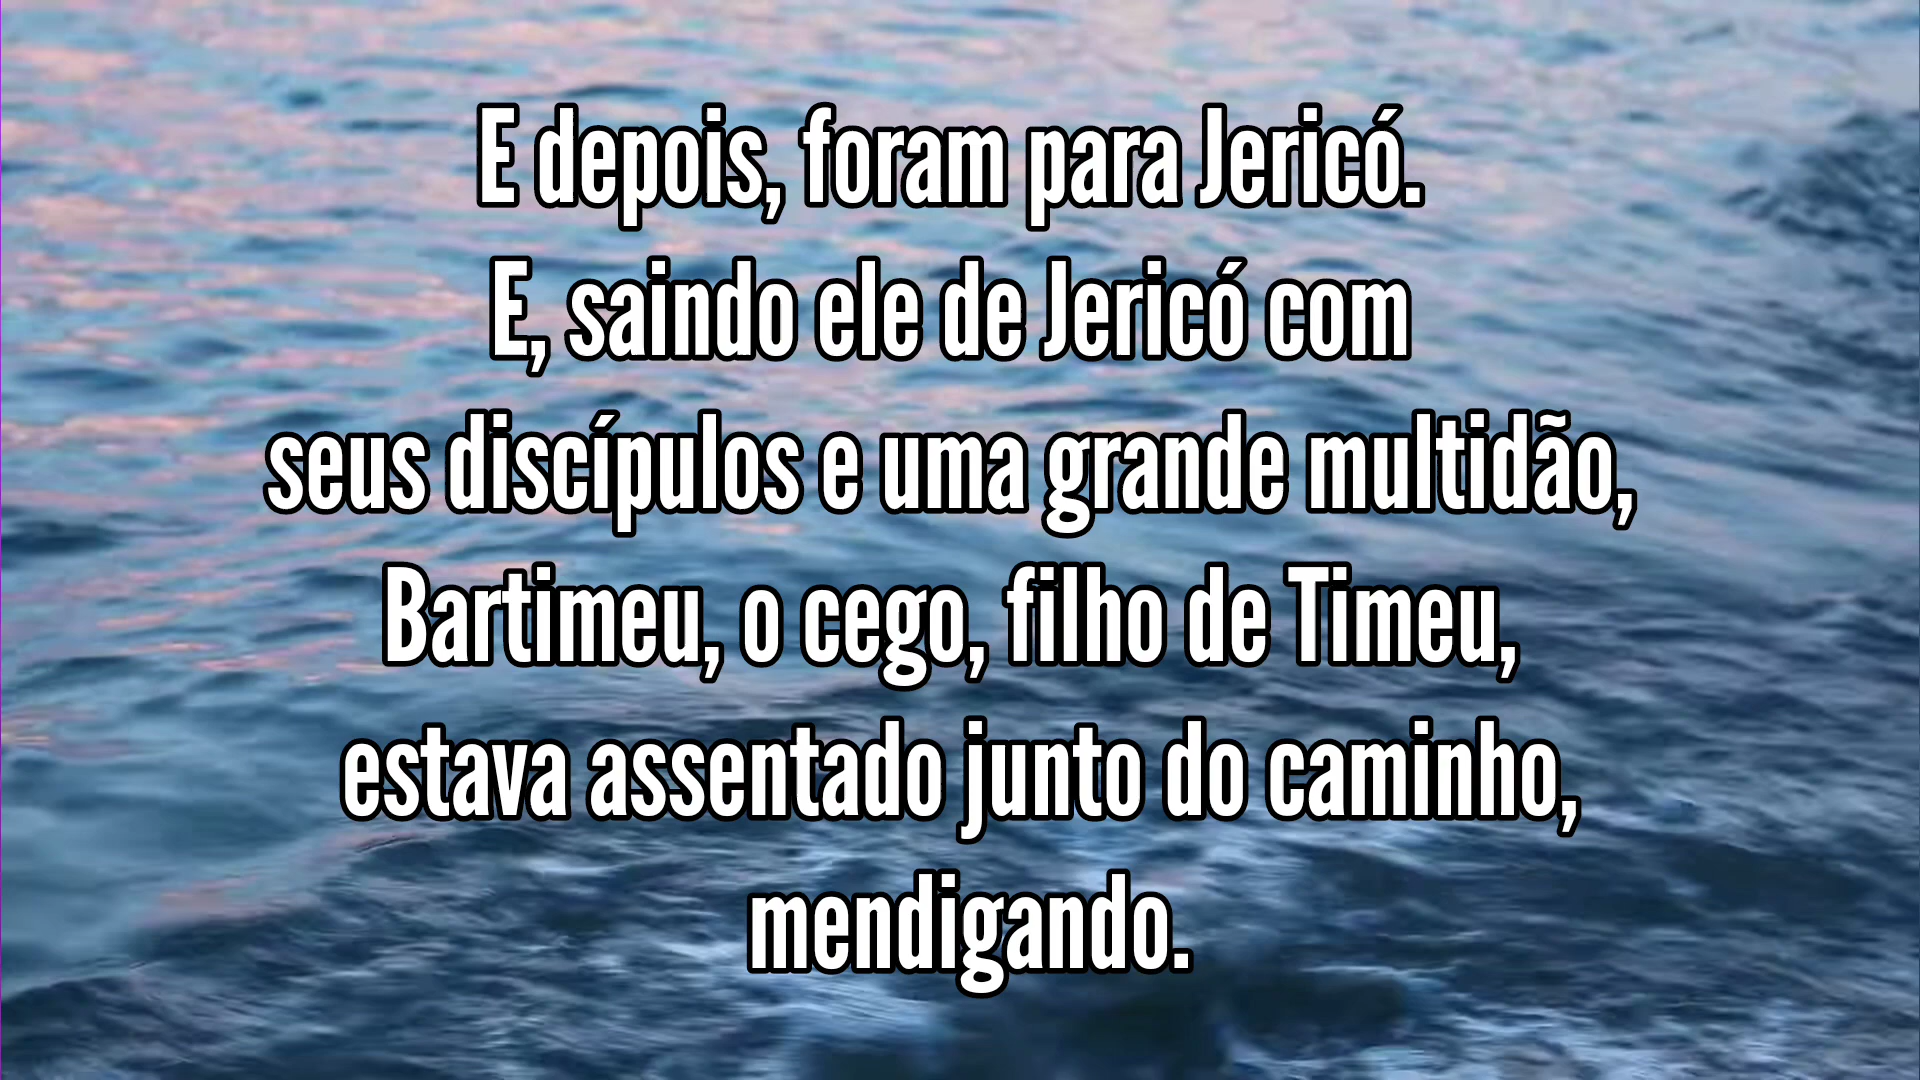 E depois, foram para Jericó.
E, saindo ele de Jericó com
seus discípulos e uma grande multidão,
Bartimeu, o cego, filho de Timeu,
estava assentado junto do caminho,
mendigando.